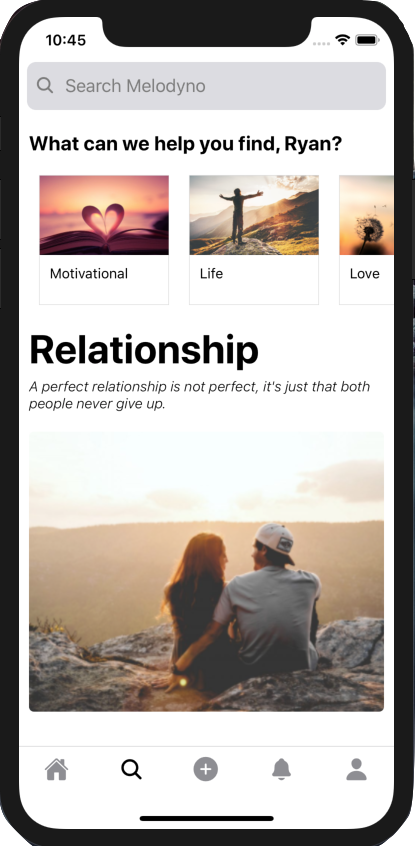 10:45
Search Melodyno
What can we help you find, Ryan?
Motivational
Life
Love
Relationship
A perfect relationship is not perfect, it's just that both
people never give up.